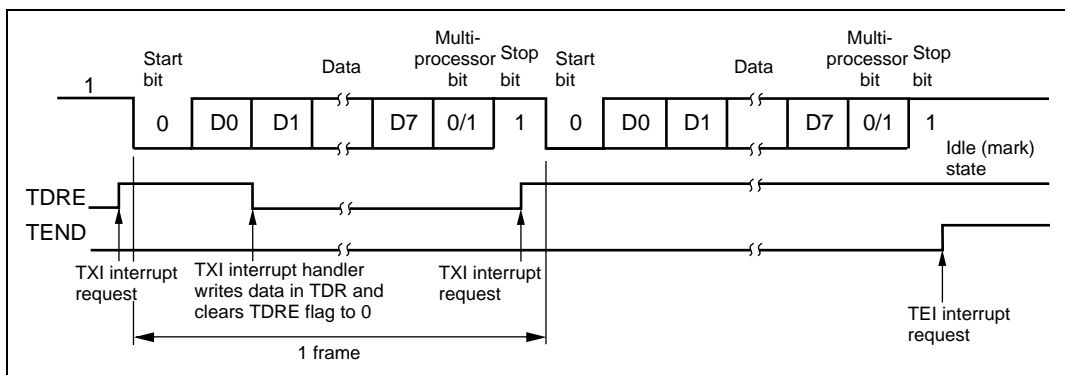 Multi-
processor
bit
Stop
bit
Start
bit
Data
Start
bit
Multi-
processor
bit
Stop
bit
Data
1
0 D0 D1 D7 0/1 1 0 D0 D1 D7 0/1 1
Idle (mark)
state
TDRE
TEND
TXI interrupt
request
TXI interrupt handler
writes data in TDR and
clears TDRE flag to 0
TXI interrupt
request
TEI interrupt
request
1 frame